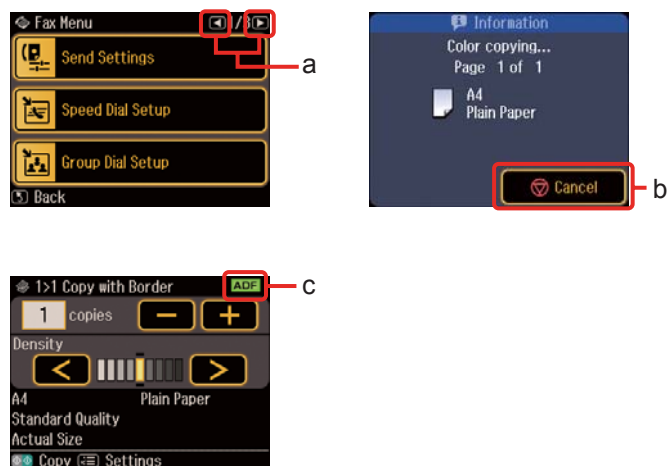 Fax Menu 1/3
Send Settings
Speed Dial Setup
Group Dial Setup
Back
a
Information
Color copying...
Page 1 of 1
A4
Plain Paper
Cancel
b
1>1 Copy with Border ADF
c
1 copies - +
Density
< >
A4 Plain Paper
Standard Quality
Actual Size
Copy Settings